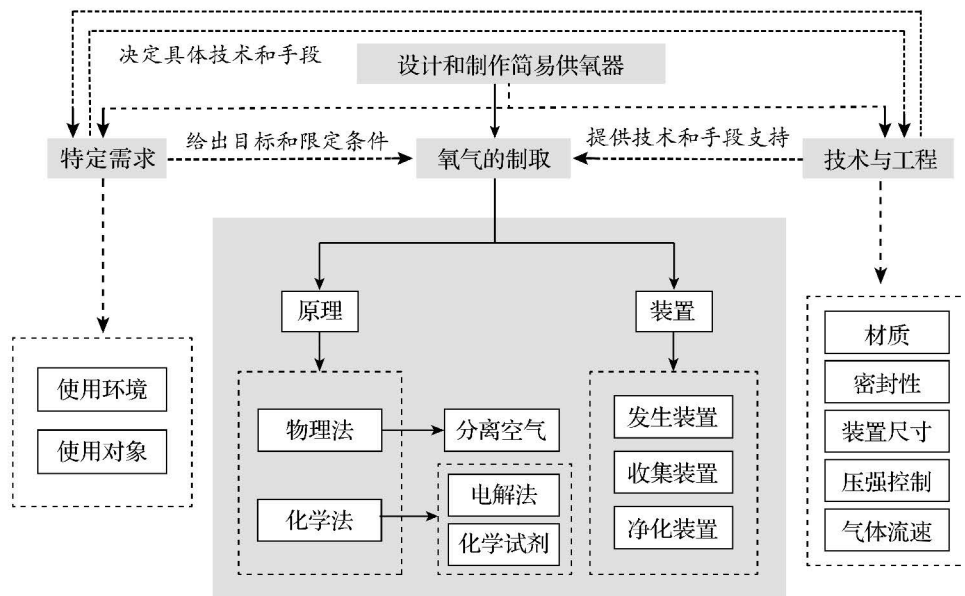 决定具体技术和手段
设计和制作简易供氧器
特定需求
给出目标和限定条件
氧气的制取
提供技术和手段支持
技术与工程
原理
装置
使用环境
使用对象
物理法
分离空气
化学法
电解法
化学试剂
发生装置
收集装置
净化装置
材质
密封性
装置尺寸
压强控制
气体流速